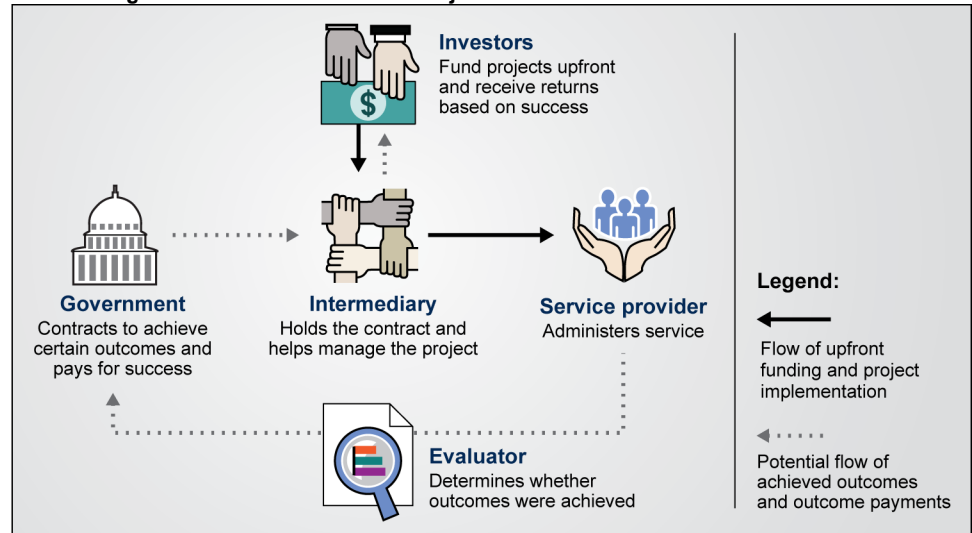 Investors
Fund projects upfront
and receive returns
based on success
$
Government
Contracts to achieve
certain outcomes and
pays for success
Intermediary
Holds the contract and
helps manage the project
Service provider
Administers service
Evaluator
Determines whether
outcomes were achieved
Legend:
Flow of upfront
funding and project
implementation
Potential flow of
achieved outcomes
and outcome payments